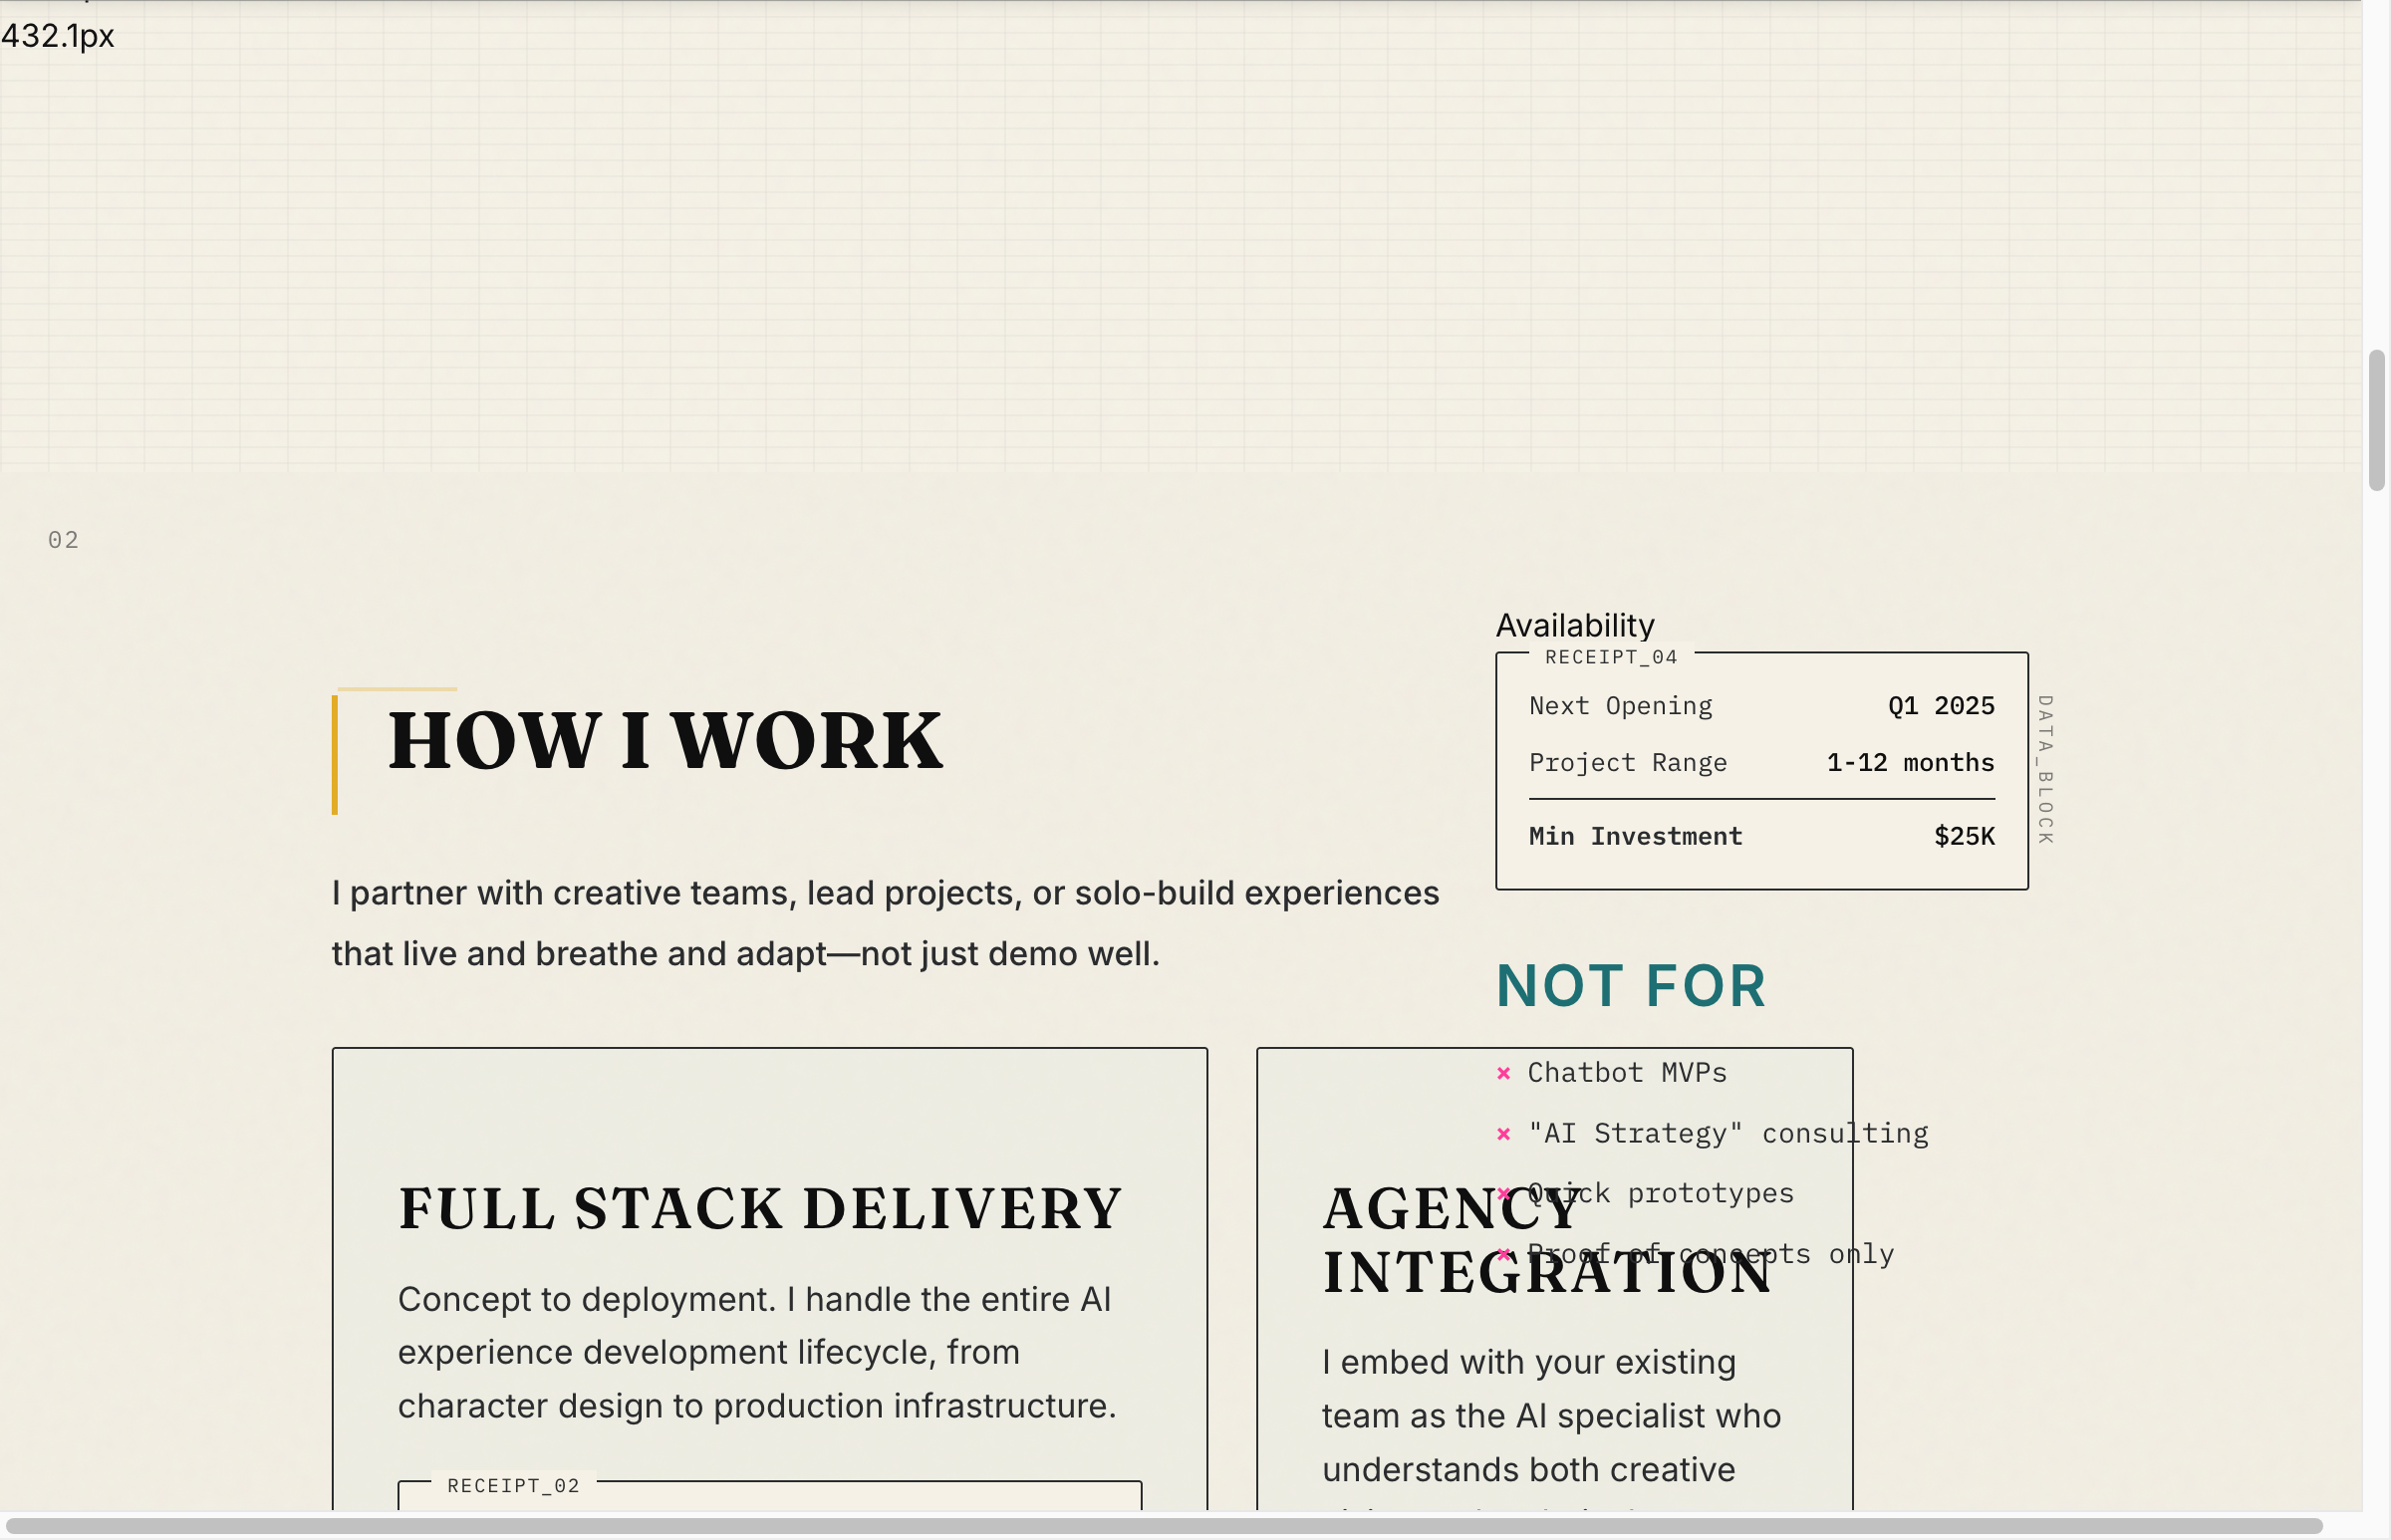 432.1px
02
HOW I WORK
I partner with creative teams, lead projects, or solo-build experiences
that live and breathe and adapt—not just demo well.
Availability
RECEIPT_04
Next Opening Q1 2025
Project Range 1-12 months
Min Investment $25K
DATA_BLOCK
NOT FOR
× Chatbot MVPs
× "AI Strategy" consulting
× Quick prototypes
× Proof of concepts only
FULL STACK DELIVERY
Concept to deployment. I handle the entire AI
experience development lifecycle, from
character design to production infrastructure.
RECEIPT_02
AGENCY
INTEGRATION
I embed with your existing
team as the AI specialist who
understands both creative